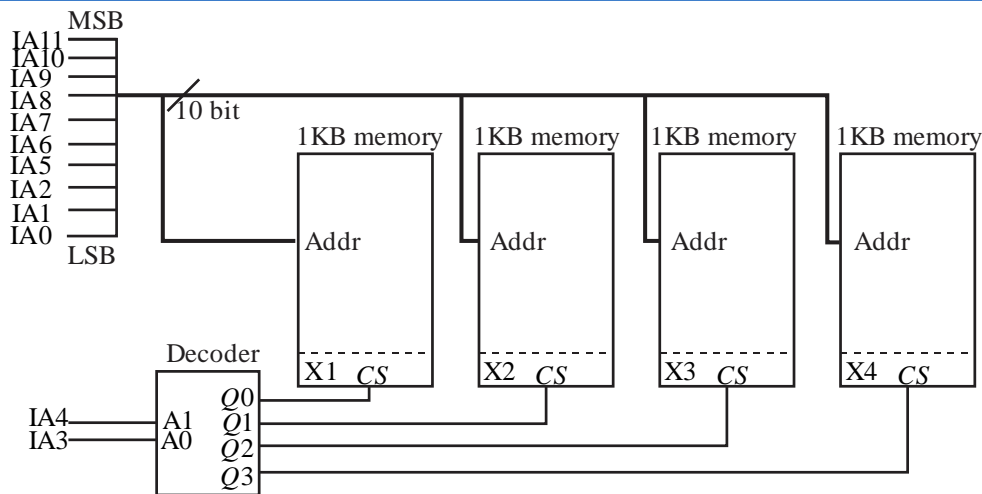 MSB
IA11
IA10
IA9
IA8
IA7
IA6
IA5
IA2
IA1
IA0
LSB
10 bit
1KB memory 1KB memory 1KB memory 1KB memory
Addr Addr Addr Addr
X1 CS X2 CS X3 CS X4 CS
Decoder
IA4 A1 Q0
IA3 A0 Q1
Q2
Q3